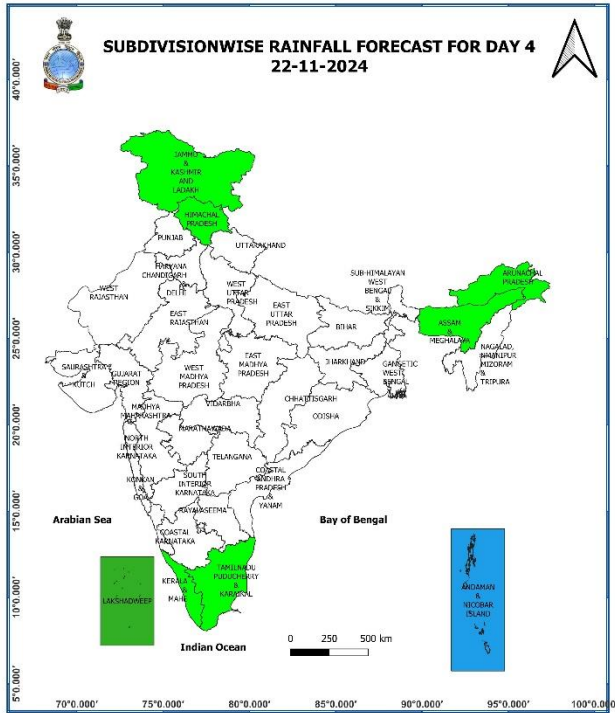 SUBDIVISIONWISE RAINFALL FORECAST FOR DAY 4
22-11-2024
40°0.000'
35°0.000'
30°0.000'
25°0.000'
20°0.000'
15°0.000'
10°0.000'
5°0.000'
JAMMU
&
KASHMIR
AND
LADAKH
HIMACHAL
PRADESH
PUNJAB
UTTARAKHAND
HARYANA
CHANDIGARH
DELHI
WEST
RAJASTHAN
WEST
UTTAR
PRADESH
EAST
RAJASTHAN
EAST
UTTAR
PRADESH
SUB-HIMALAYAN
WEST
BENGAL
&
SIKKIM
ARUNACHAL
PRADESH
BIHAR
ASSAM
&
MEGHALAYA
NAGALAD,
MANIPUR
MIZORAM
&
TRIPURA
SAURASHTRA
&
KUTCH
GUJARAT
REGION
WEST
MADHYA
PRADESH
EAST
MADHYA
PRADESH
JHARKHAND
GANGETIC
WEST
BENGAL
CHHATTISGARH
ODISHA
VIDARBHA
MADHYA
MAHARASHTRA
MARATHAWADA
NORTH
INTERIOR
KARNATAKA
TELANGANA
KONKAN
&
GOA
SOUTH
INTERIOR
KARNATAKA
COASTAL
ANDHRA
PRADESH
&
YANAM
RAYALASEEMA
COASTAL
KARNATAKA
Arabian Sea
Bay of Bengal
LAKSHADWEEP
KERALA
&
MAHE
TAMILNADU
PUDUCHERRY
&
KARAIKAL
ANDAMAN
&
NICOBAR
ISLAND
Indian Ocean
0 250 500 km
70°0.000' 75°0.000' 80°0.000' 85°0.000' 90°0.000' 95°0.000' 100°0.000'